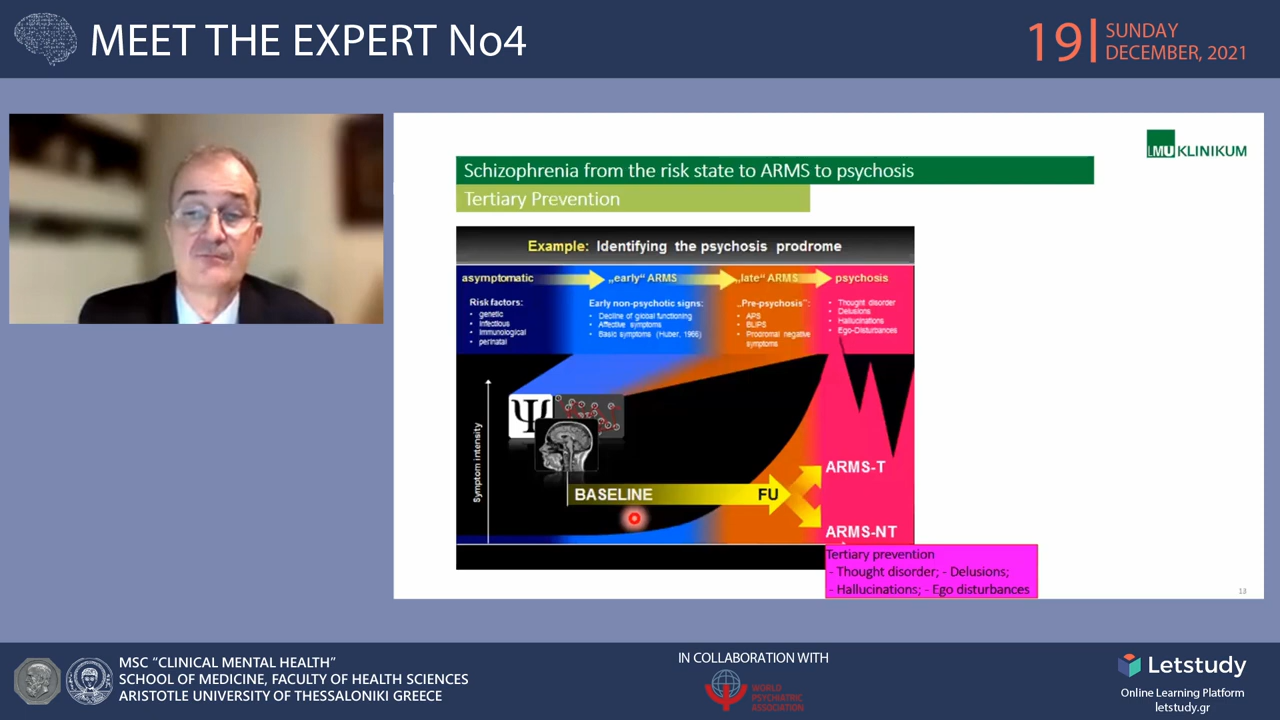 MEET THE EXPERT No4
19
SUNDAY
DECEMBER, 2021
LMU KLINIKUM
Schizophrenia from the risk state to ARMS to psychosis
Tertiary Prevention
Example: Identifying the psychosis prodrome
asymptomatic
„early“ ARMS
„late“ ARMS
psychosis
Risk factors:
• genetic
• infectious
• immunological
• perinatal
Early non-psychotic signs:
• Decline of global functioning
• Affective symptoms
• Basic symptoms (Huber, 1966)
„Pre-psychosis“:
• APS
• BLIPS
• Prodromal negative
symptoms
• Thought disorder
• Delusions
• Hallucinations
• Ego-Disturbances
Symptom intensity
Ψ
BASELINE
FU
ARMS-T
ARMS-NT
Tertiary prevention
- Thought disorder; - Delusions;
- Hallucinations; - Ego disturbances
13
MSC “CLINICAL MENTAL HEALTH”
SCHOOL OF MEDICINE, FACULTY OF HEALTH SCIENCES
ARISTOTLE UNIVERSITY OF THESSALONIKI GREECE
IN COLLABORATION WITH
WORLD
PSYCHIATRIC
ASSOCIATION
Letstudy
Online Learning Platform
letstudy.gr